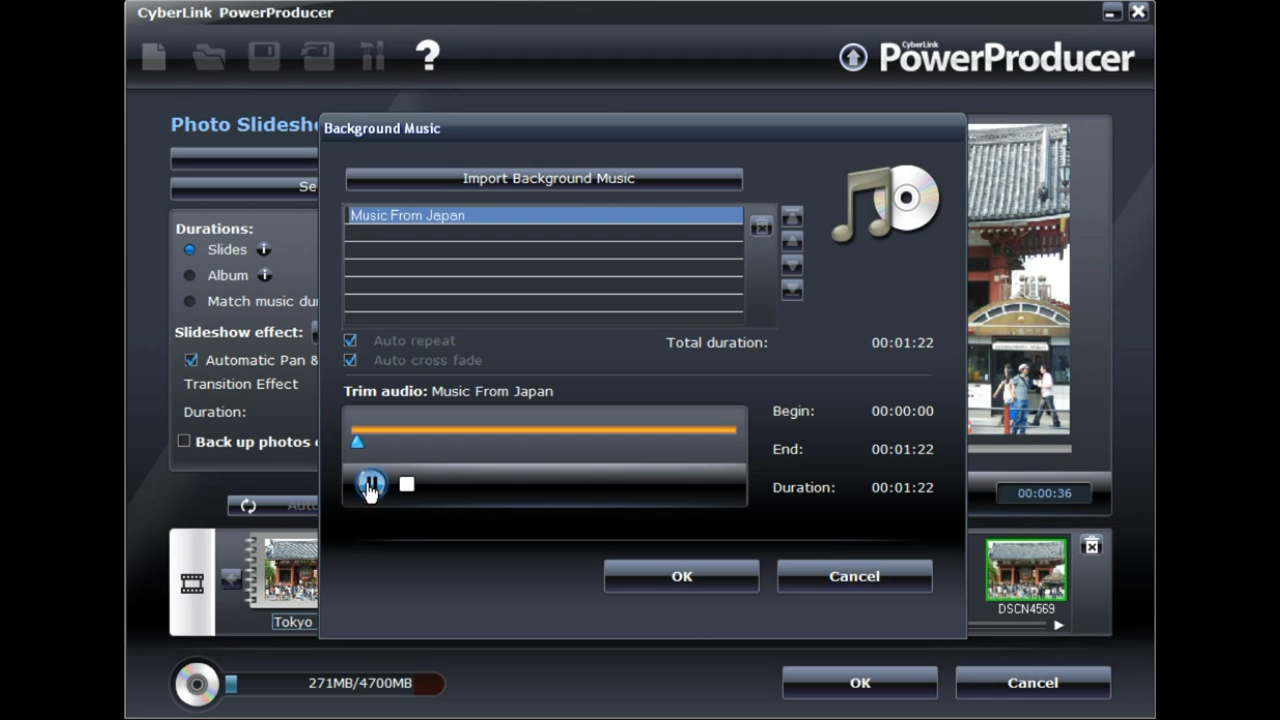 CyberLink PowerProducer
CyberLink
PowerProducer
Photo Slidesh
Background Music
Import Background Music
Se
Music From Japan
Durations:
Slides
Album
Match music du
Slideshow effect:
Automatic Pan &
Transition Effect
Duration:
Back up photos
Auto repeat
Auto cross fade
Total duration: 00:01:22
Trim audio: Music From Japan
Begin: 00:00:00
End: 00:01:22
Duration: 00:01:22
00:00:36
OK
Cancel
Tokyo
DSCN4569
271MB/4700MB
OK
Cancel